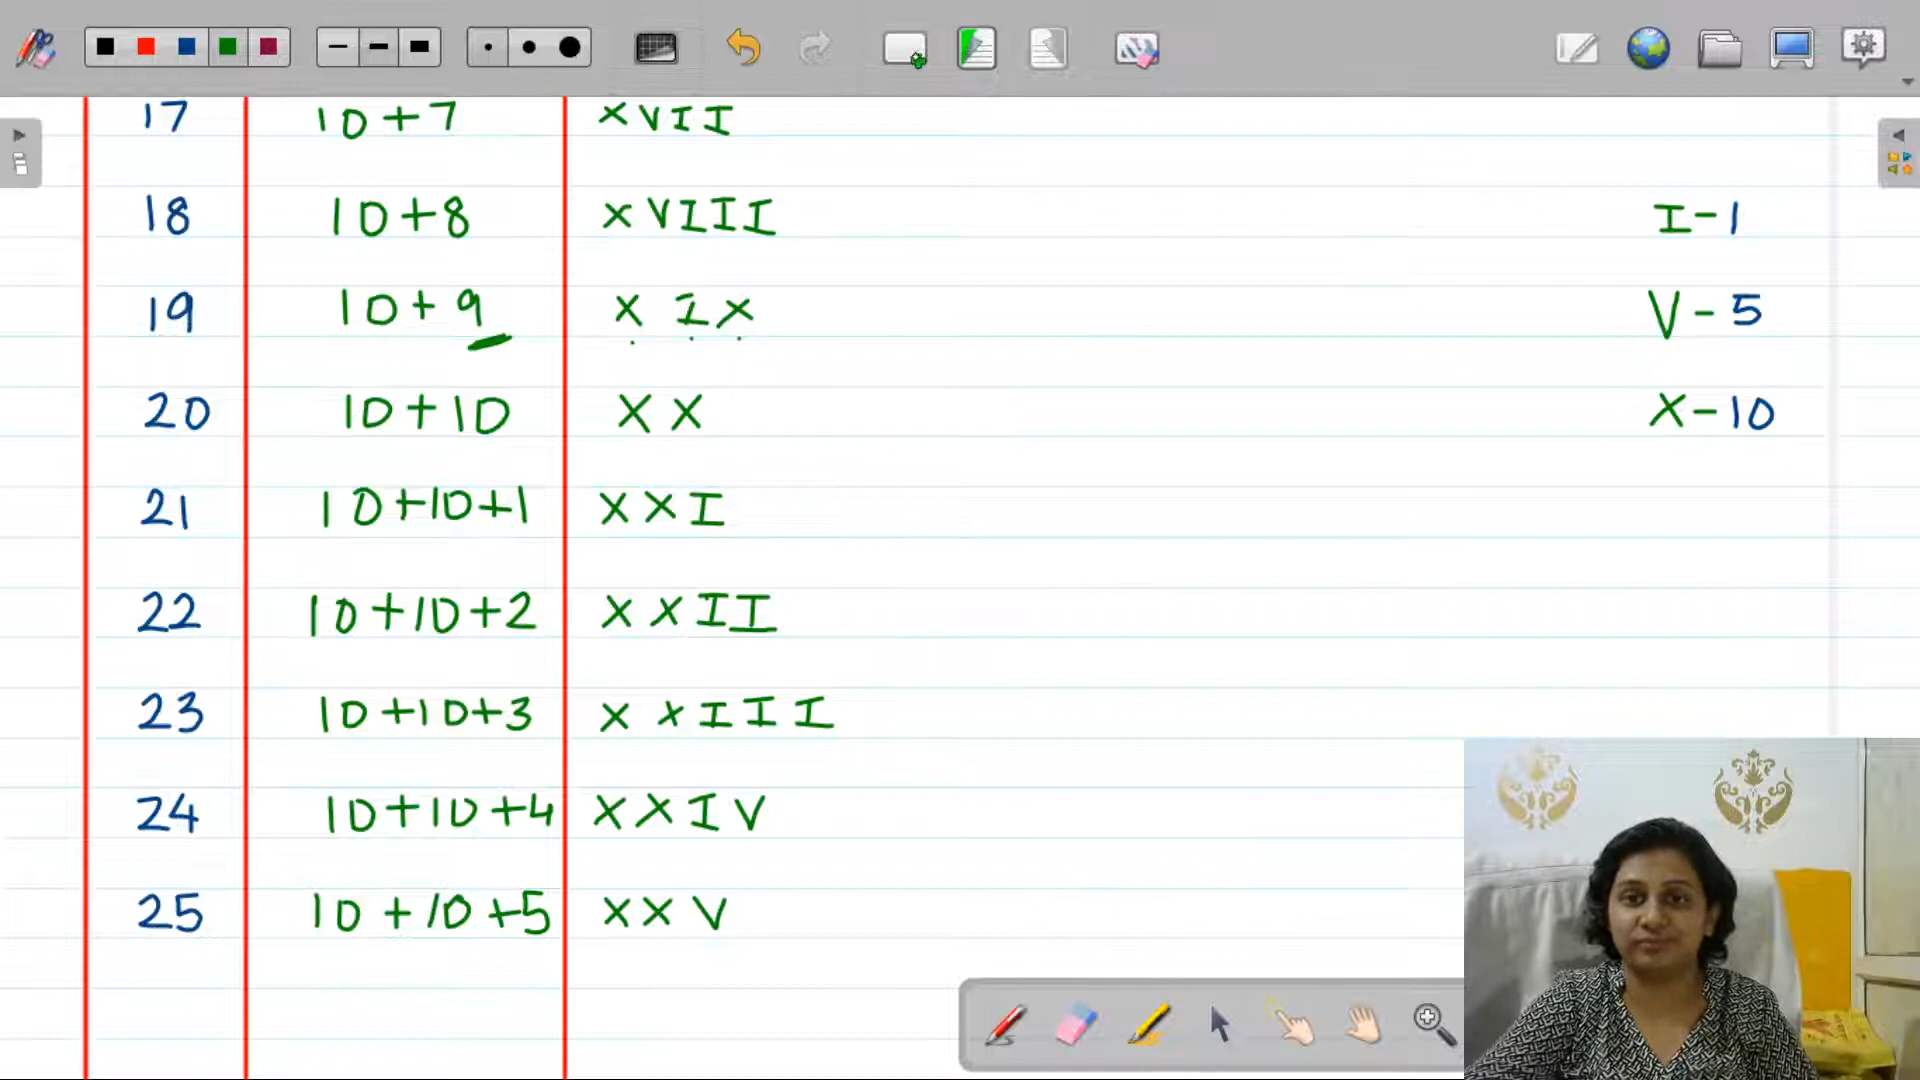 17 10+7 XVII
18 10+8 XVIII I-1
19 10+9 X IX V-5
20 10+10 XX X-10
21 10+10+1 XXI
22 10+10+2 XXII
23 10+10+3 XXIII
24 10+10+4 XXIV
25 10+10+5 XXV